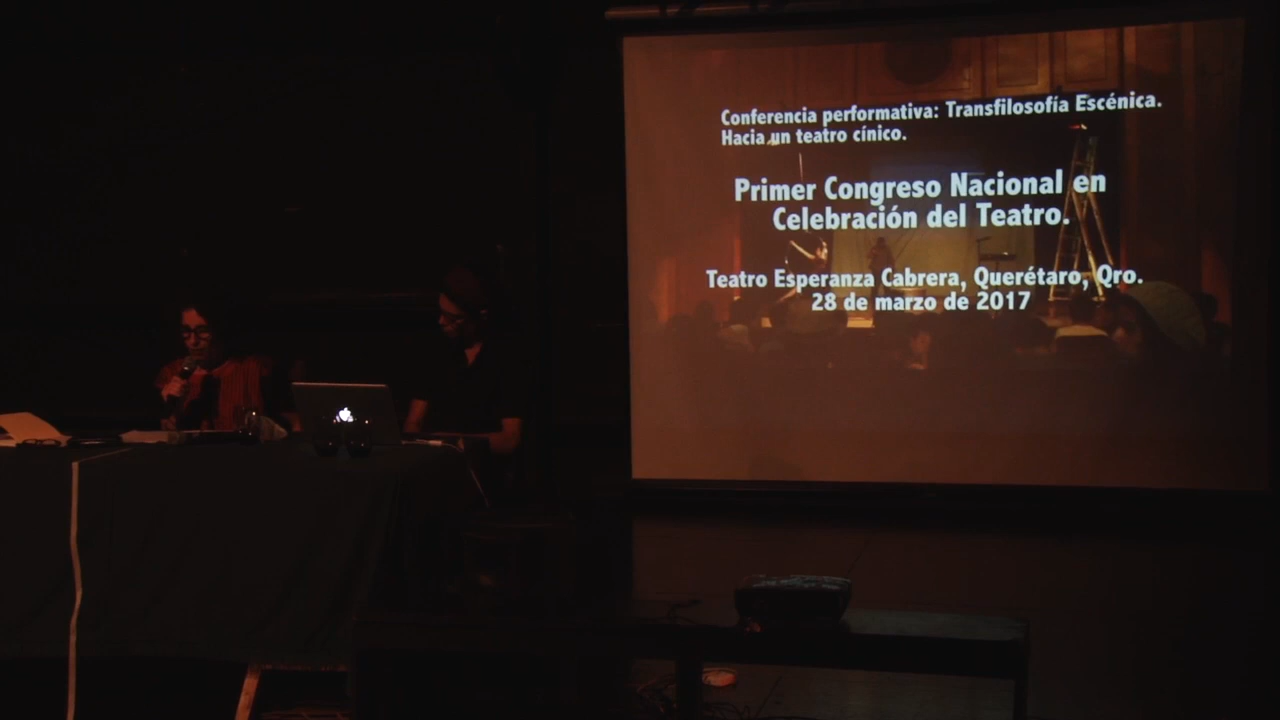 Conferencia performativa: Transfilosofía Escénica.
Hacia un teatro cínico.
Primer Congreso Nacional en
Celebración del Teatro.
Teatro Esperanza Cabrera, Querétaro, Qro.
28 de marzo de 2017